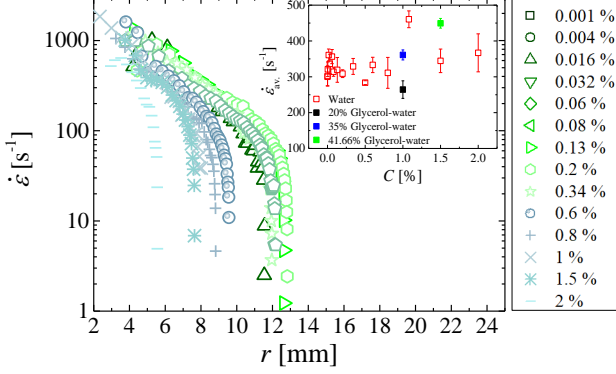 1000
100
10
1
ε̇ [s⁻¹]
2 4 6 8 10 12 14 16 18 20 22 24
r [mm]
500
400
300
200
100
ε̇av. [s⁻¹]
Water
20% Glycerol-water
35% Glycerol-water
41.66% Glycerol-water
0.0 0.5 1.0 1.5 2.0
C [%]
0.001 %
0.004 %
0.016 %
0.032 %
0.06 %
0.08 %
0.13 %
0.2 %
0.34 %
0.6 %
0.8 %
1 %
1.5 %
2 %